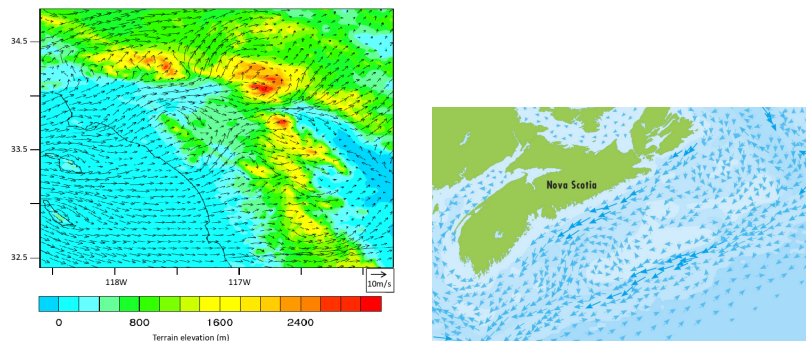 34.5
33.5
32.5
118W 117W
10m/s
0 800 1600 2400
Terrain elevation (m)
Nova Scotia